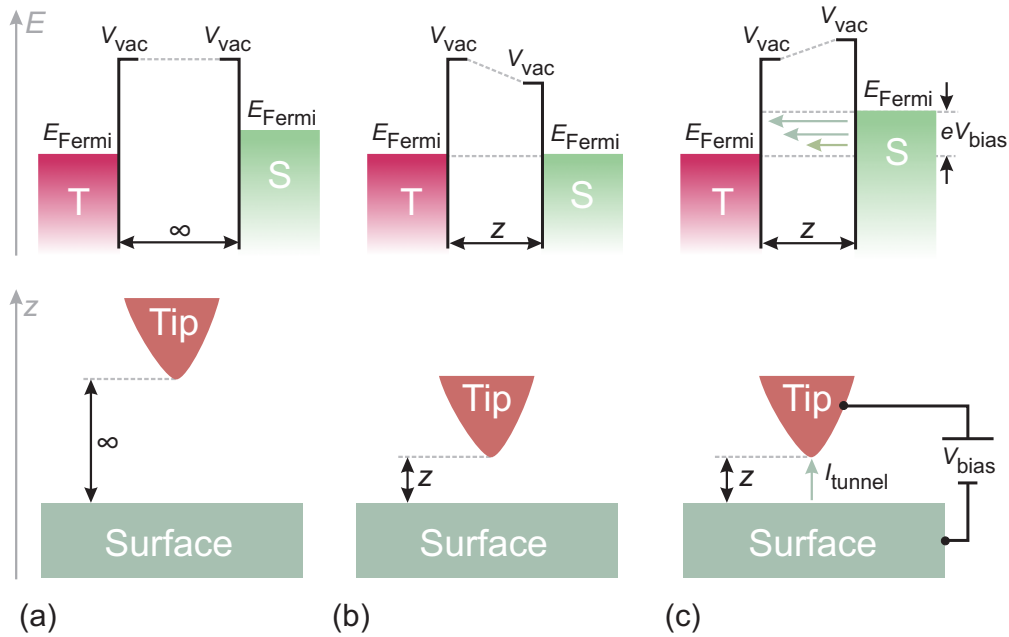 E
V_vac V_vac
E_Fermi E_Fermi
T S
∞
V_vac V_vac
E_Fermi E_Fermi
T S
z
V_vac V_vac
E_Fermi E_Fermi
eV_bias
T S
z
z
Tip
∞
Surface
Tip
z
Surface
Tip
z
I_tunnel
V_bias
Surface
(a) (b) (c)